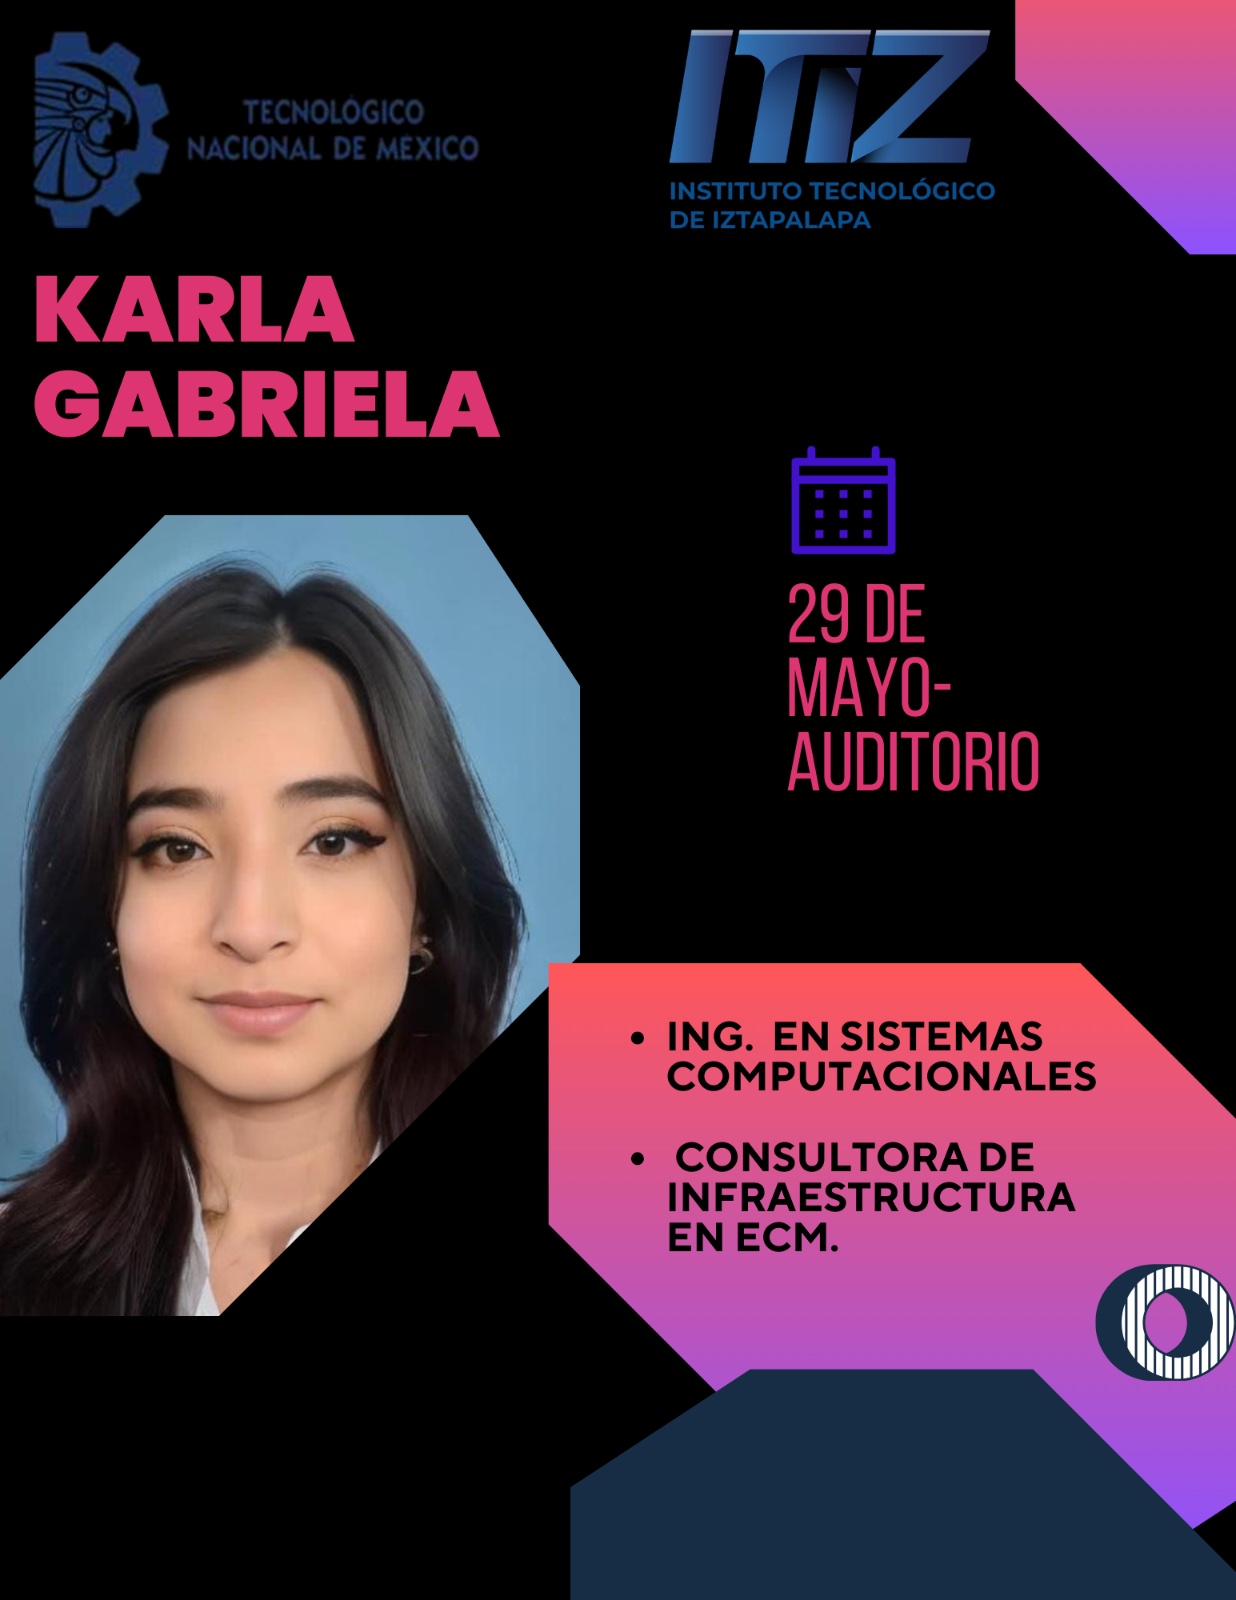 TECNOLÓGICO
NACIONAL DE MÉXICO
ITIZ
INSTITUTO TECNOLÓGICO
DE IZTAPALAPA
KARLA
GABRIELA
29 DE
MAYO-
AUDITORIO
• ING. EN SISTEMAS
COMPUTACIONALES
• CONSULTORA DE
INFRAESTRUCTURA
EN ECM.